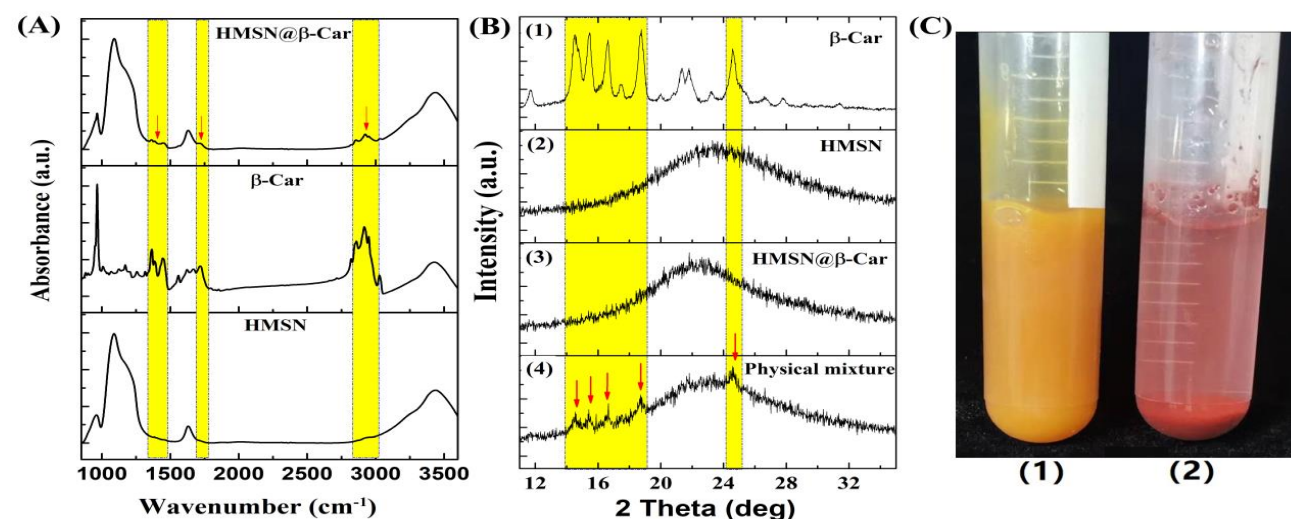 (A)
HMSN@β-Car
β-Car
HMSN
Absorbance (a.u.)
1000 1500 2000 2500 3000 3500
Wavenumber (cm⁻¹)
(B)
(1)
β-Car
(2)
HMSN
(3)
HMSN@β-Car
(4)
Physical mixture
Intensity (a.u.)
12 16 20 24 28 32
2 Theta (deg)
(C)
(1) (2)